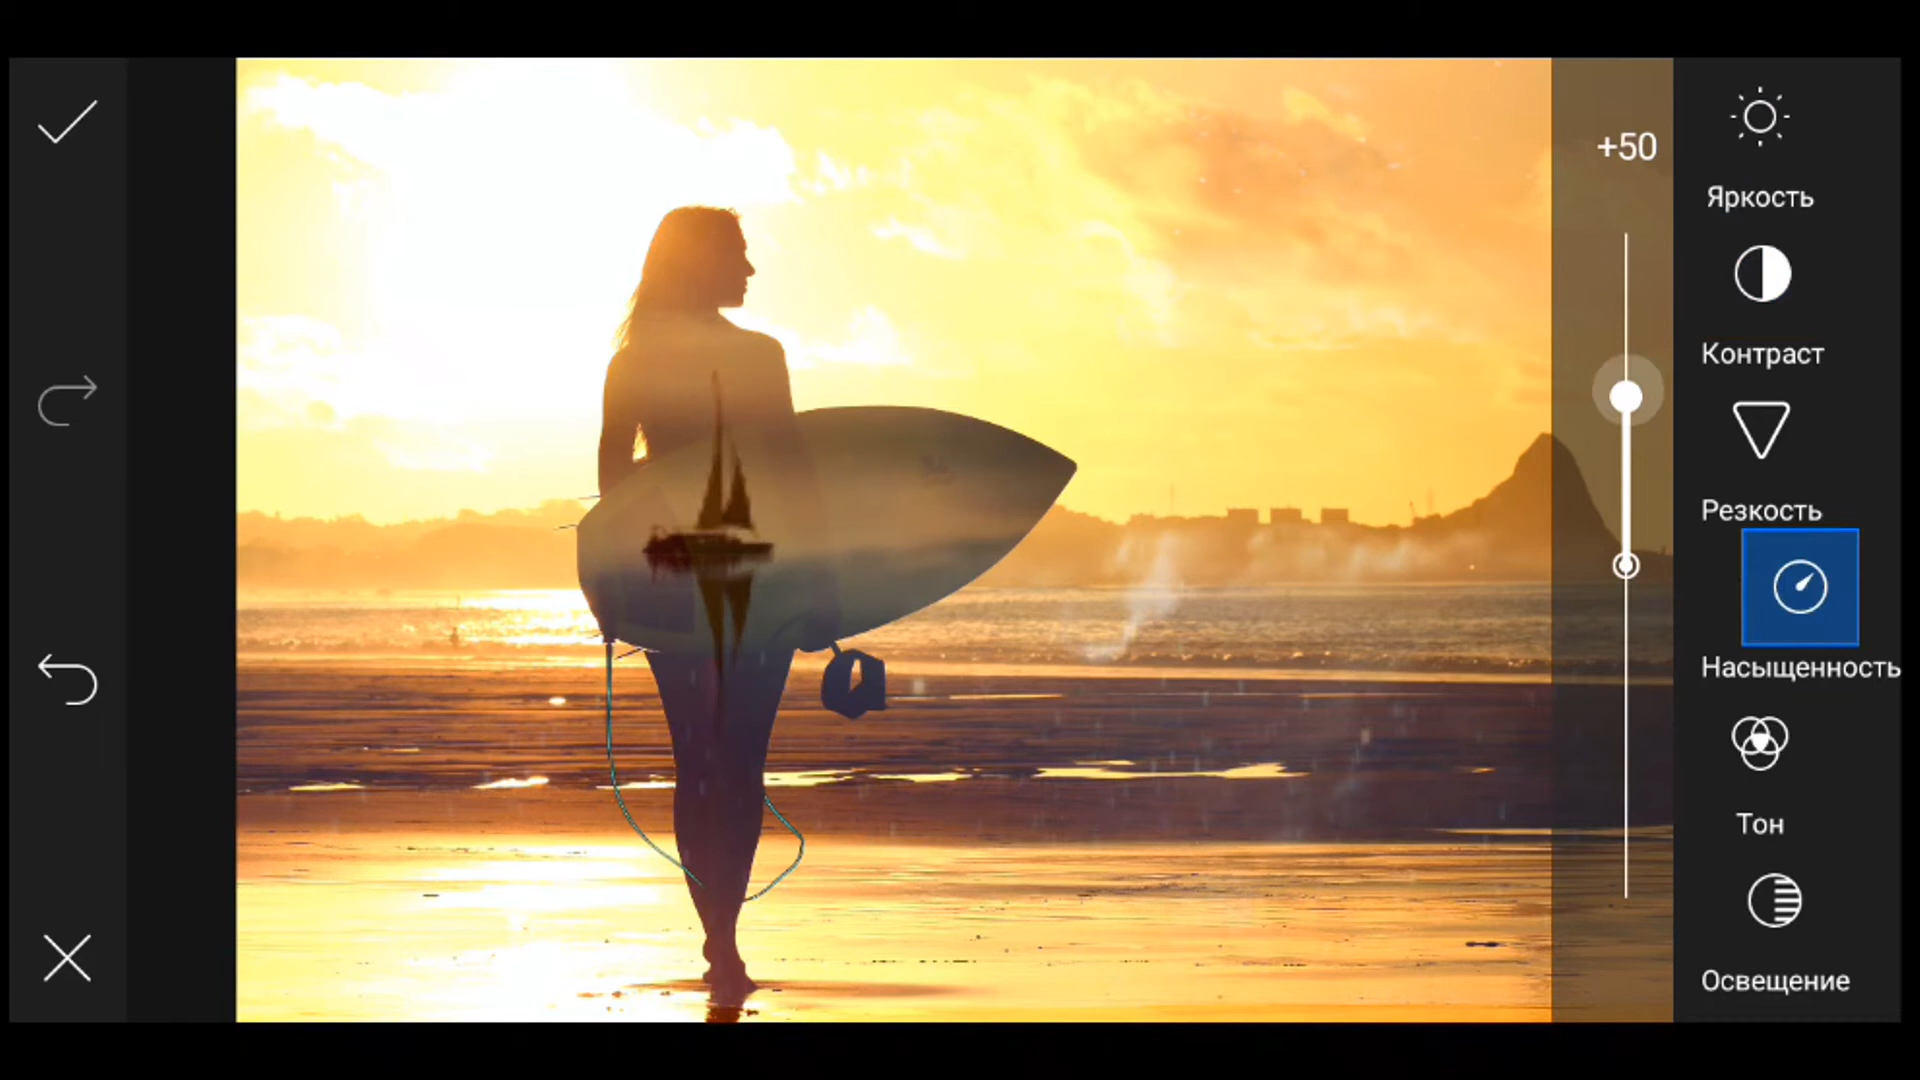 +50
Яркость
Контраст
Резкость
Насыщенность
Тон
Освещение